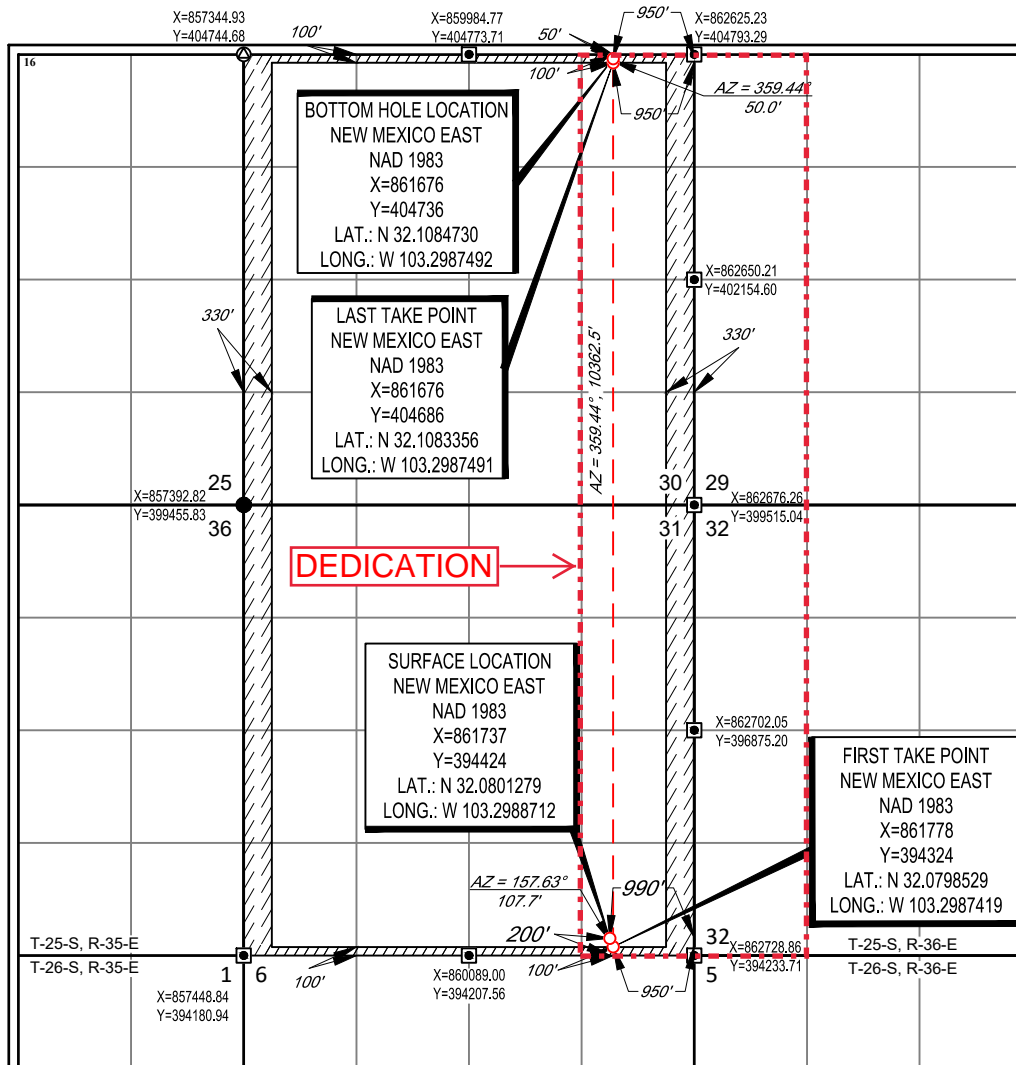 X=857344.93
Y=404744.68
100'
X=859984.77
Y=404773.71
50'
950'
X=862625.23
Y=404793.29
16
100'
950'
AZ = 359.44°
50.0'
BOTTOM HOLE LOCATION
NEW MEXICO EAST
NAD 1983
X=861676
Y=404736
LAT.: N 32.1084730
LONG.: W 103.2987492
X=862650.21
Y=402154.60
LAST TAKE POINT
NEW MEXICO EAST
NAD 1983
X=861676
Y=404686
LAT.: N 32.1083356
LONG.: W 103.2987491
330'
330'
AZ = 359.44°, 10362.5'
25
30
29
X=857392.82
Y=399455.83
X=862676.26
Y=399515.04
36
31
32
DEDICATION
SURFACE LOCATION
NEW MEXICO EAST
NAD 1983
X=861737
Y=394424
LAT.: N 32.0801279
LONG.: W 103.2988712
X=862702.05
Y=396875.20
FIRST TAKE POINT
NEW MEXICO EAST
NAD 1983
X=861778
Y=394324
LAT.: N 32.0798529
LONG.: W 103.2987419
AZ = 157.63°
107.7'
990'
200'
T-25-S, R-35-E
32
X=862728.86
Y=394233.71
T-25-S, R-36-E
T-26-S, R-35-E
1
6
100'
X=860089.00
Y=394207.56
100'
950'
5
T-26-S, R-36-E
X=857448.84
Y=394180.94